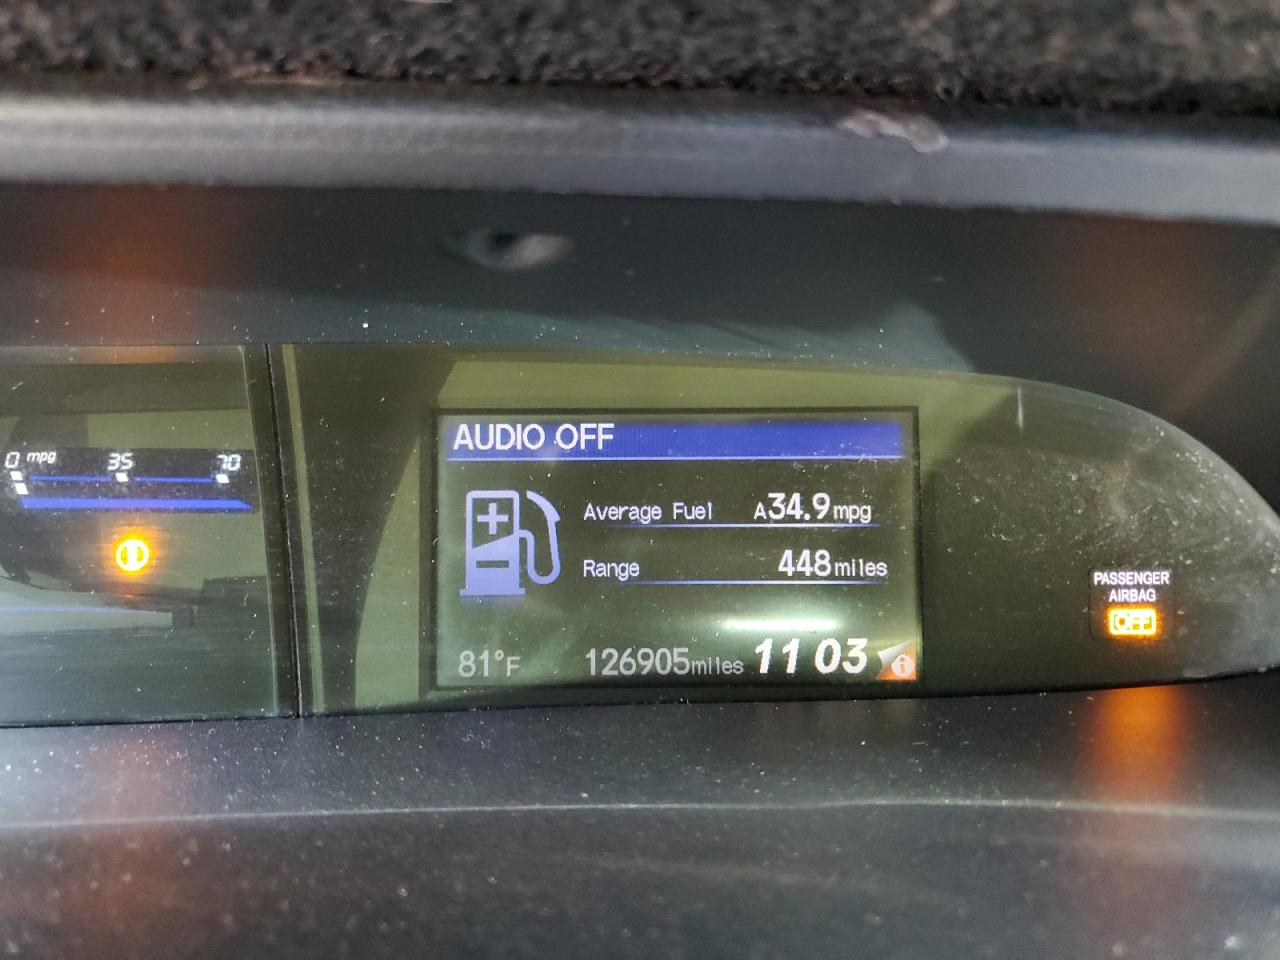 AUDIO OFF
0 mpg 35 70
Average Fuel A34.9mpg
Range 448miles
PASSENGER
AIRBAG
OFF
81°F 126905miles 11 03